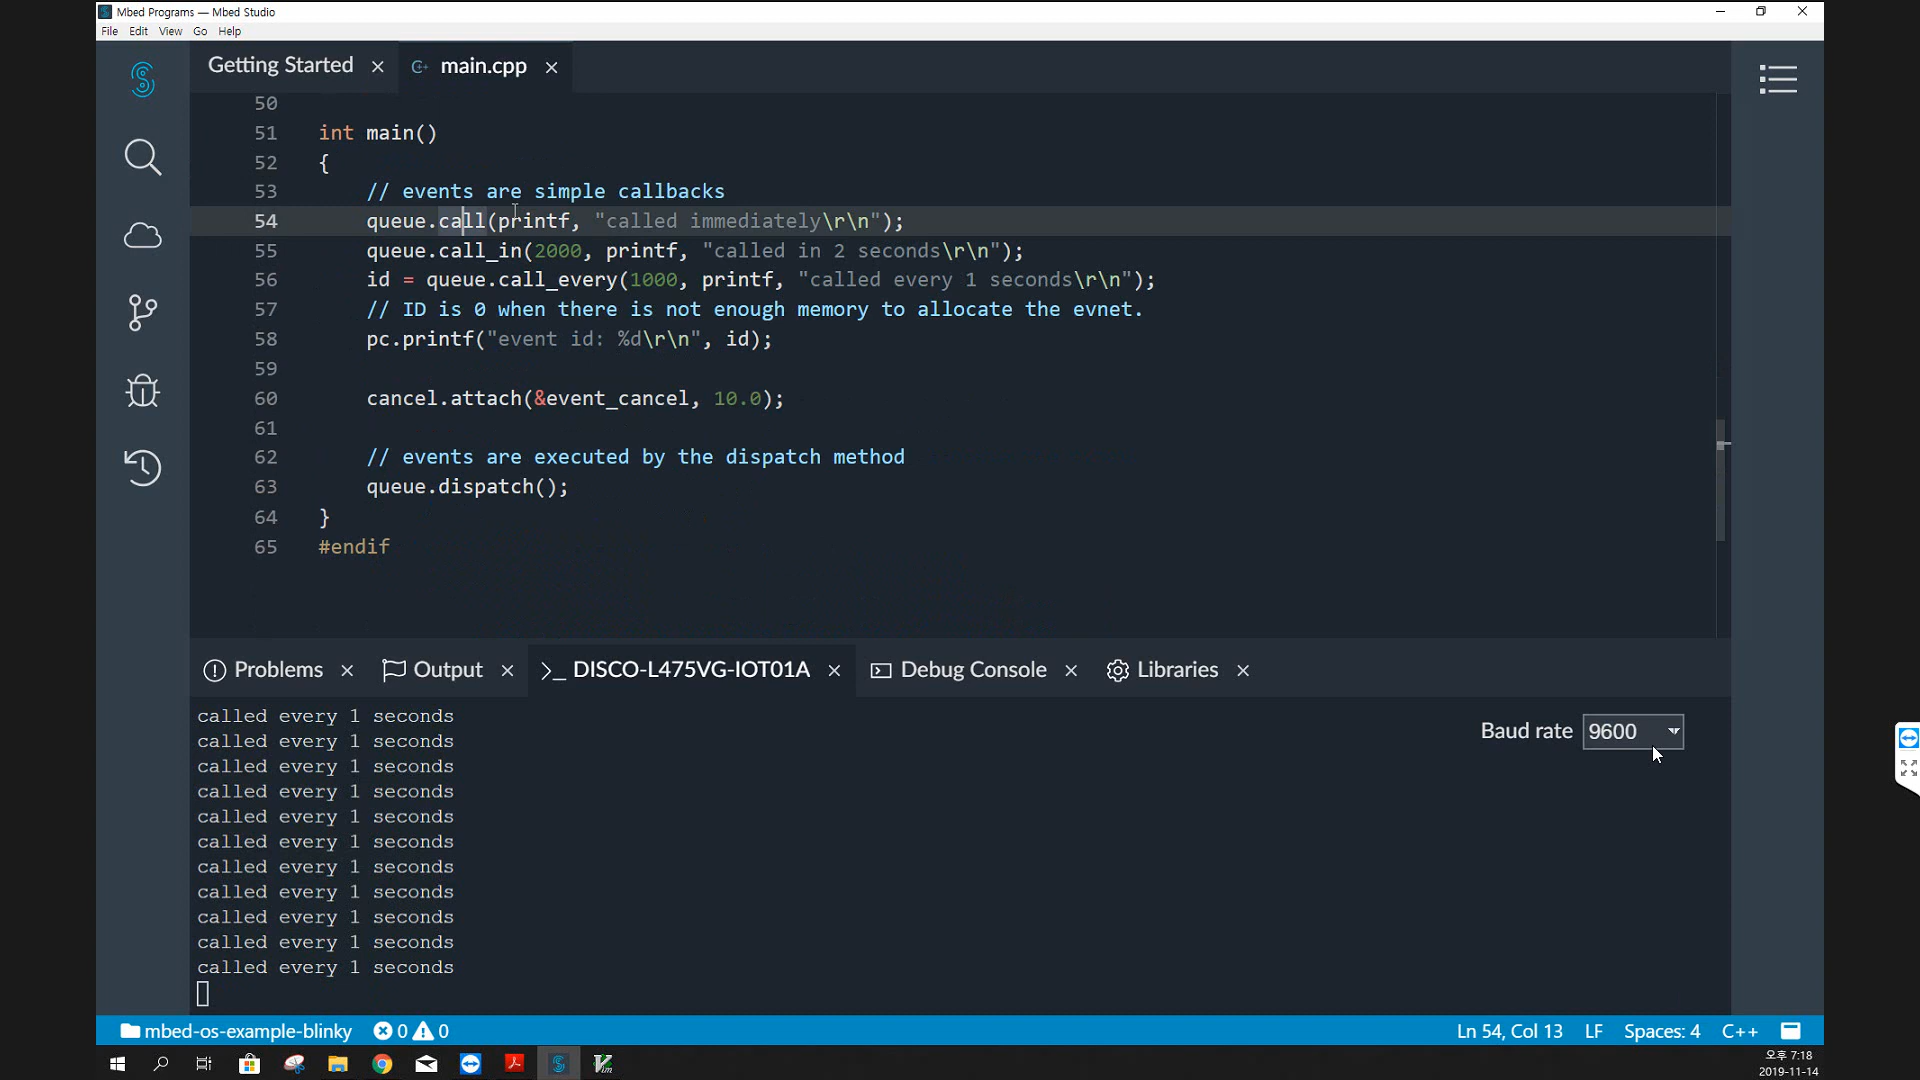 Mbed Programs — Mbed Studio
File Edit View Go Help
Getting Started × main.cpp ×
50
51 int main()
52 {
53 // events are simple callbacks
54 queue.call(printf, "called immediately\r\n");
55 queue.call_in(2000, printf, "called in 2 seconds\r\n");
56 id = queue.call_every(1000, printf, "called every 1 seconds\r\n");
57 // ID is 0 when there is not enough memory to allocate the evnet.
58 pc.printf("event id: %d\r\n", id);
59
60 cancel.attach(&event_cancel, 10.0);
61
62 // events are executed by the dispatch method
63 queue.dispatch();
64 }
65 #endif
Problems × Output × >_ DISCO-L475VG-IOT01A × Debug Console × Libraries ×
called every 1 seconds
Baud rate 9600
called every 1 seconds
called every 1 seconds
called every 1 seconds
called every 1 seconds
called every 1 seconds
called every 1 seconds
called every 1 seconds
called every 1 seconds
called every 1 seconds
called every 1 seconds
mbed-os-example-blinky 0 0 Ln 54, Col 13 LF Spaces: 4 C++
오후 7:18
2019-11-14